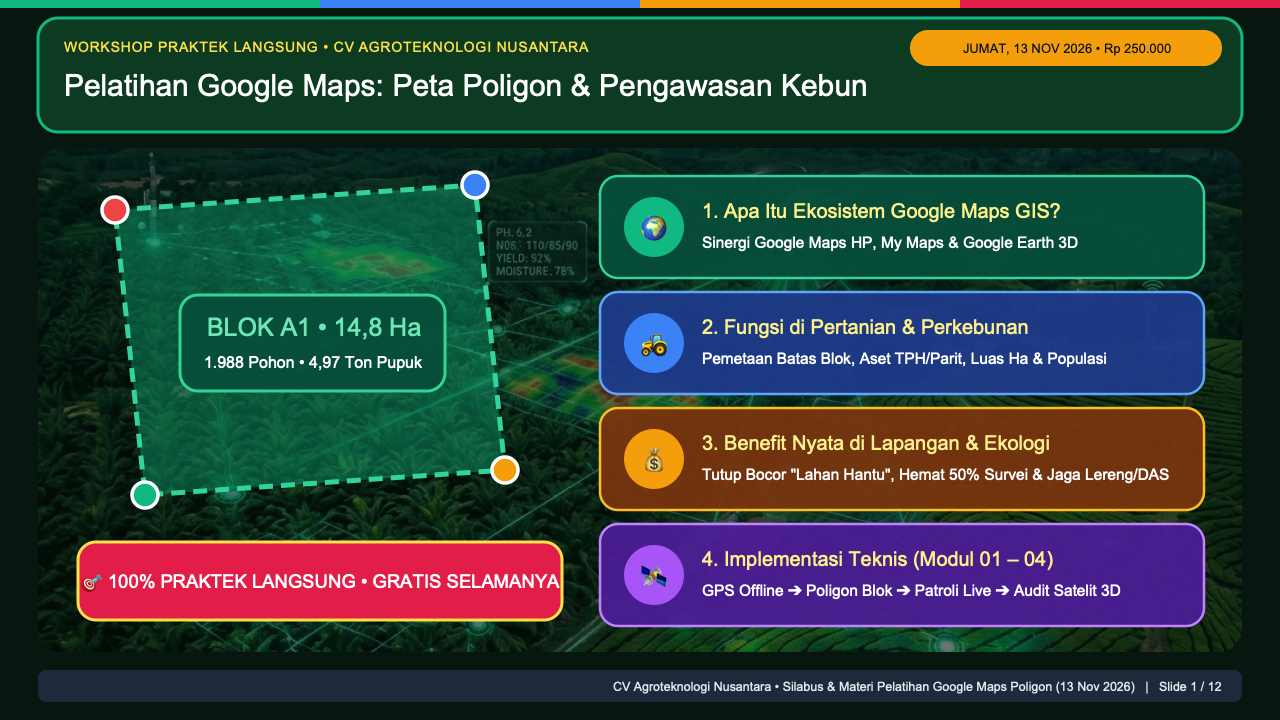 WORKSHOP PRAKTEK LANGSUNG • CV AGROTEKNOLOGI NUSANTARA
JUMAT, 13 NOV 2026 • Rp 250.000
Pelatihan Google Maps: Peta Poligon & Pengawasan Kebun
PH. 6.2
110/85/90
YIELD: 92%
MOISTURE. 78%
BLOK A1 • 14,8 Ha
1.988 Pohon • 4,97 Ton Pupuk
100% PRAKTEK LANGSUNG • GRATIS SELAMANYA
1. Apa Itu Ekosistem Google Maps GIS?
Sinergi Google Maps HP, My Maps & Google Earth 3D
2. Fungsi di Pertanian & Perkebunan
Pemetaan Batas Blok, Aset TPH/Parit, Luas Ha & Populasi
3. Benefit Nyata di Lapangan & Ekologi
Tutup Bocor "Lahan Hantu", Hemat 50% Survei & Jaga Lereng/DAS
4. Implementasi Teknis (Modul 01 – 04)
GPS Offline ➔ Poligon Blok ➔ Patroli Live ➔ Audit Satelit 3D
CV Agroteknologi Nusantara • Silabus & Materi Pelatihan Google Maps Poligon (13 Nov 2026) | Slide 1 / 12